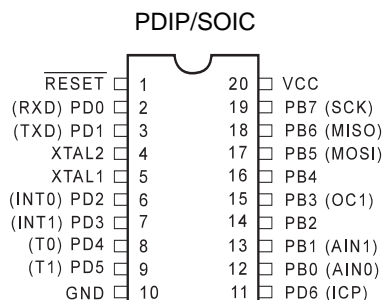 PDIP/SOIC
RESET 1 20 VCC
(RXD) PD0 2 19 PB7 (SCK)
(TXD) PD1 3 18 PB6 (MISO)
XTAL2 4 17 PB5 (MOSI)
XTAL1 5 16 PB4
(INT0) PD2 6 15 PB3 (OC1)
(INT1) PD3 7 14 PB2
(T0) PD4 8 13 PB1 (AIN1)
(T1) PD5 9 12 PB0 (AIN0)
GND 10 11 PD6 (ICP)